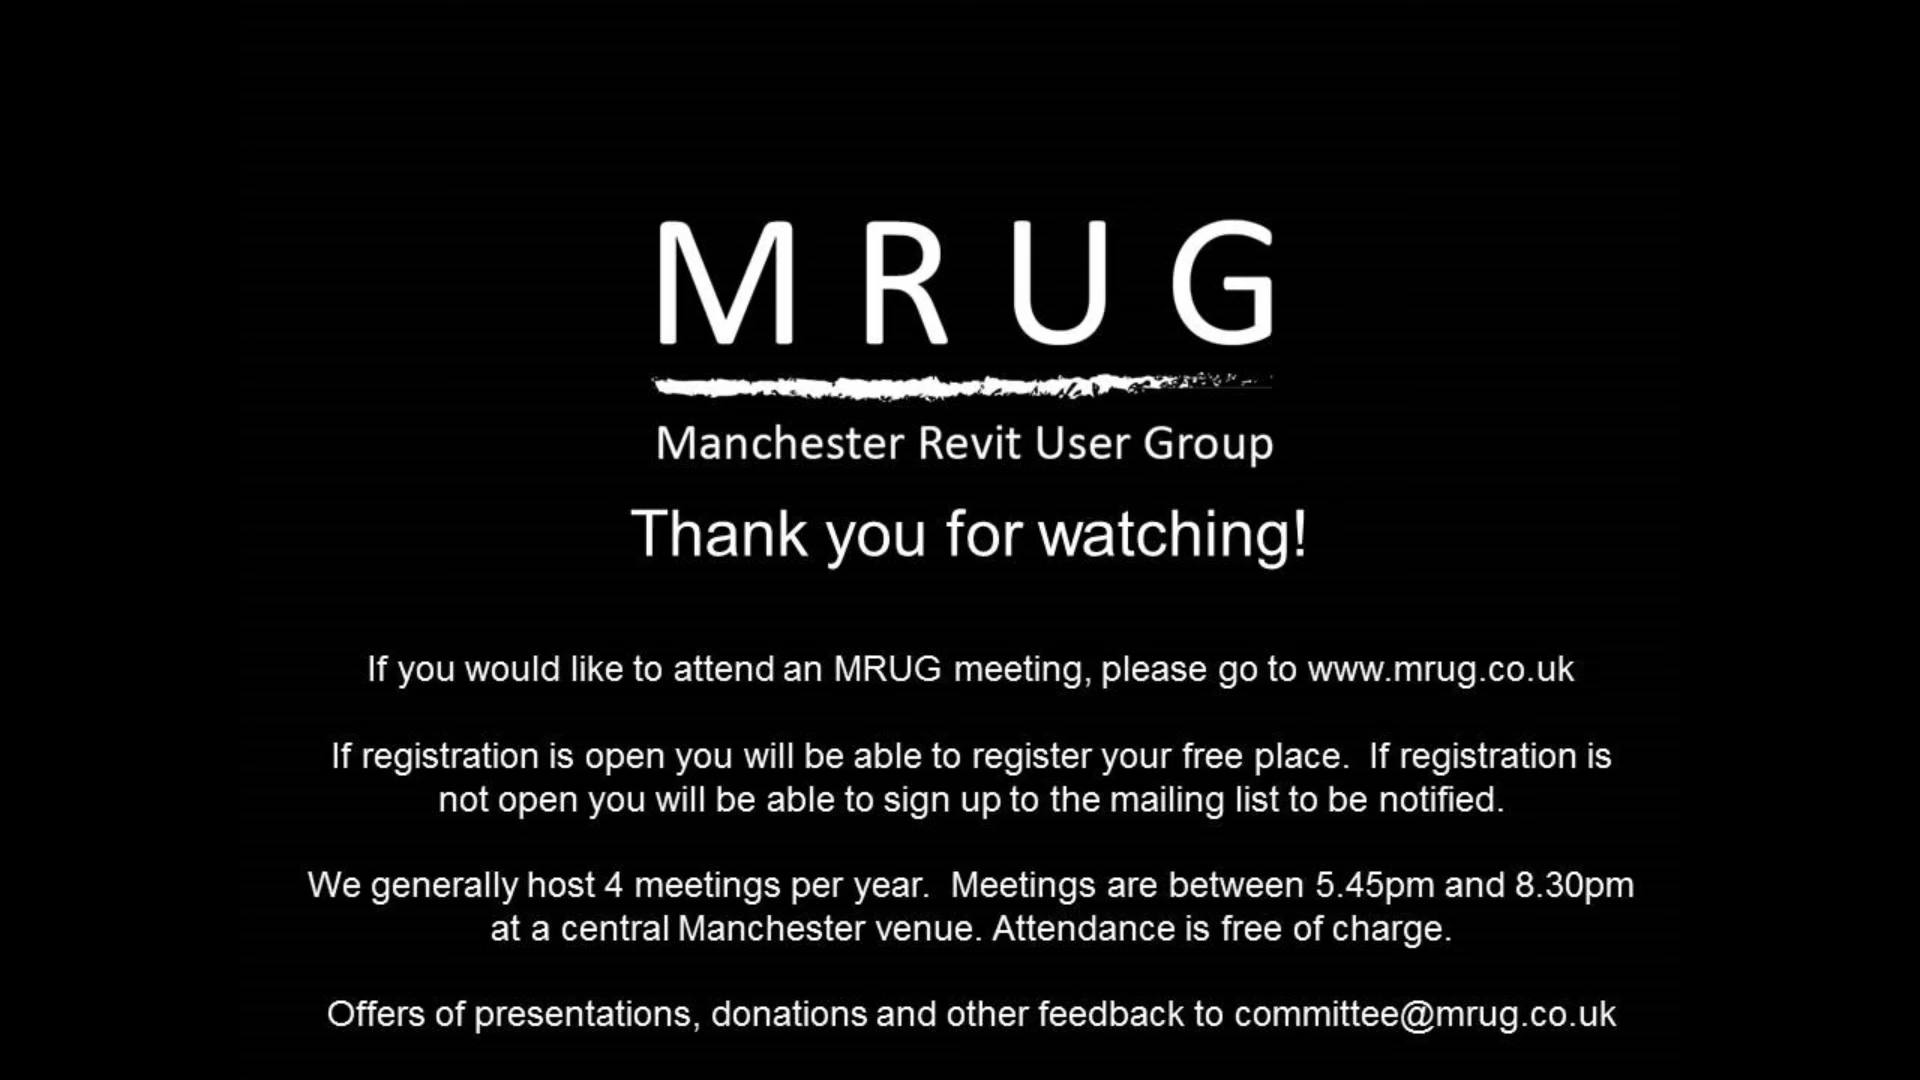 M R U G
Manchester Revit User Group
Thank you for watching!
If you would like to attend an MRUG meeting, please go to www.mrug.co.uk
If registration is open you will be able to register your free place.  If registration is
not open you will be able to sign up to the mailing list to be notified.
We generally host 4 meetings per year.  Meetings are between 5.45pm and 8.30pm
at a central Manchester venue. Attendance is free of charge.
Offers of presentations, donations and other feedback to committee@mrug.co.uk